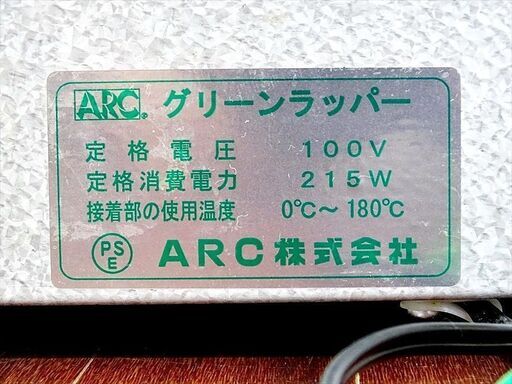 ARC® グリーンラッパー
定格電圧 100V
定格消費電力 215W
接着部の使用温度 0℃～180℃
PSE ARC株式会社